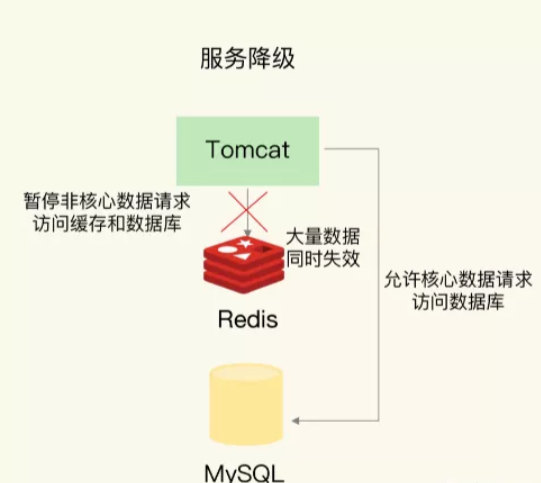 服务降级
Tomcat
暂停非核心数据请求
访问缓存和数据库
大量数据
同时失效
允许核心数据请求
访问数据库
Redis
MySQL